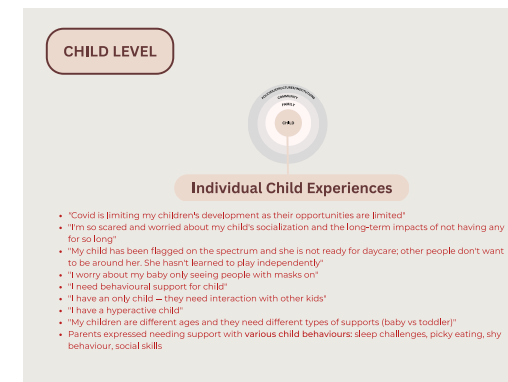 CHILD LEVEL
COMMUNITY
FAMILY
CHILD
Individual Child Experiences
• "Covid is limiting my children's development as their opportunities are limited"
• "I'm so scared and worried about my child's socialization and the long-term impacts of not having any
for so long"
• "My child has been flagged on the spectrum and she is not ready for daycare; other people don't want
to be around her. She hasn't learned to play independently"
• "I worry about my baby only seeing people with masks on"
• "I need behavioural support for child"
• "I have an only child — they need interaction with other kids"
• "I have a hyperactive child"
• "My children are different ages and they need different types of supports (baby vs toddler)"
• Parents expressed needing support with various child behaviours: sleep challenges, picky eating, shy
behaviour, social skills